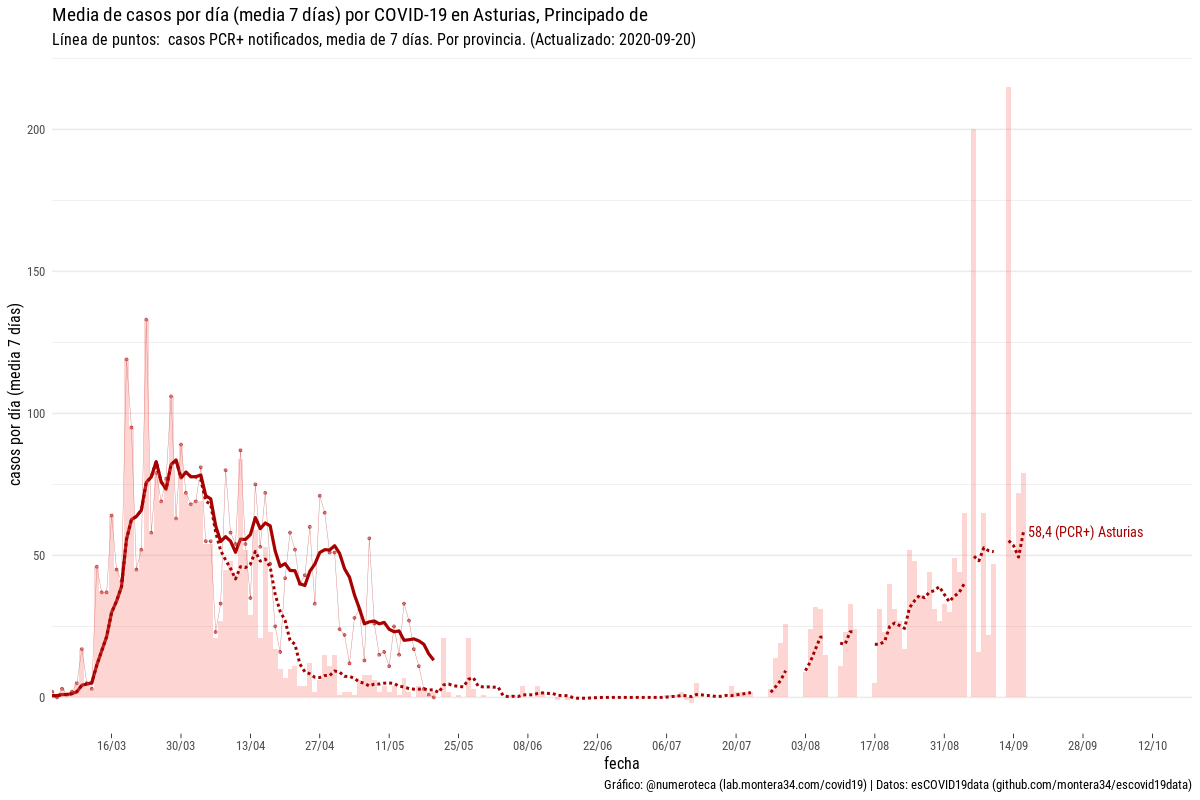 Media de casos por día (media 7 días) por COVID-19 en Asturias, Principado de
Línea de puntos:  casos PCR+ notificados, media de 7 días. Por provincia. (Actualizado: 2020-09-20)
casos por día (media 7 días)
200
150
100
50
0
58,4 (PCR+) Asturias
16/03 30/03 13/04 27/04 11/05 25/05 08/06 22/06 06/07 20/07 03/08 17/08 31/08 14/09 28/09 12/10
fecha
Gráfico: @numeroteca (lab.montera34.com/covid19) | Datos: esCOVID19data (github.com/montera34/escovid19data)